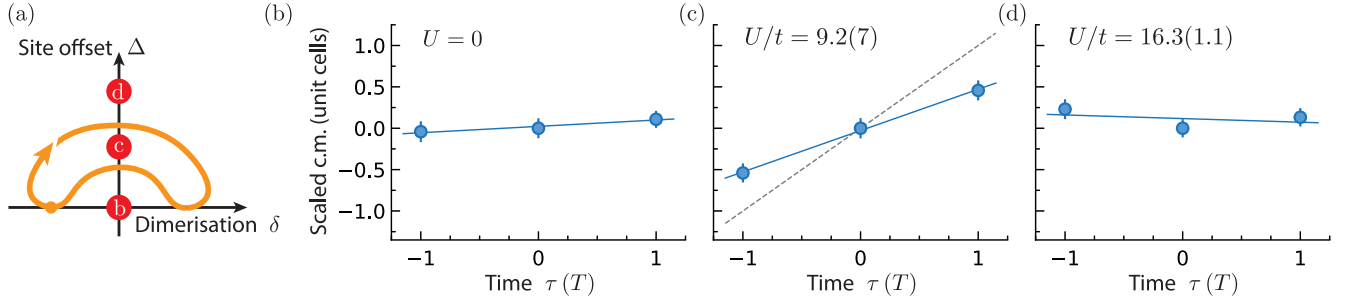 (a)
Site offset Δ
d
c
b
Dimerisation δ
(b)
U = 0
Scaled c.m. (unit cells)
1.0
0.5
0.0
−0.5
−1.0
−1 0 1
Time τ (T)
(c)
U/t = 9.2(7)
−1 0 1
Time τ (T)
(d)
U/t = 16.3(1.1)
−1 0 1
Time τ (T)